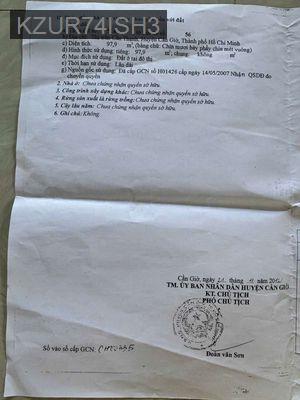 KZUR74ISH3
56
Huyện Cần Giờ, Thành phố Hồ Chí Minh
c) Diện tích: 97,9 m², (bằng chữ: Chín mươi bảy phẩy chín mét vuông)
d) Hình thức sử dụng: riêng: 97,9 m², chung: không m²
đ) Mục đích sử dụng: Đất ở tại đô thị
e) Thời hạn sử dụng: Lâu dài
g) Nguồn gốc sử dụng: Đã cấp GCN số H01426 cấp ngày 14/05/2007 Nhận QSDĐ do
chuyển quyền
2. Nhà ở: Chưa chứng nhận quyền sở hữu.
3. Công trình xây dựng khác: Chưa chứng nhận quyền sở hữu.
4. Rừng sản xuất là rừng trồng: Chưa chứng nhận quyền sở hữu.
5. Cây lâu năm: Chưa chứng nhận quyền sở hữu.
6. Ghi chú: Không.
Cần Giờ, ngày tháng năm
TM. ỦY BAN NHÂN DÂN HUYỆN CẦN GIỜ
KT. CHỦ TỊCH
PHÓ CHỦ TỊCH
Đoàn Văn Sơn
Số vào sổ cấp GCN: